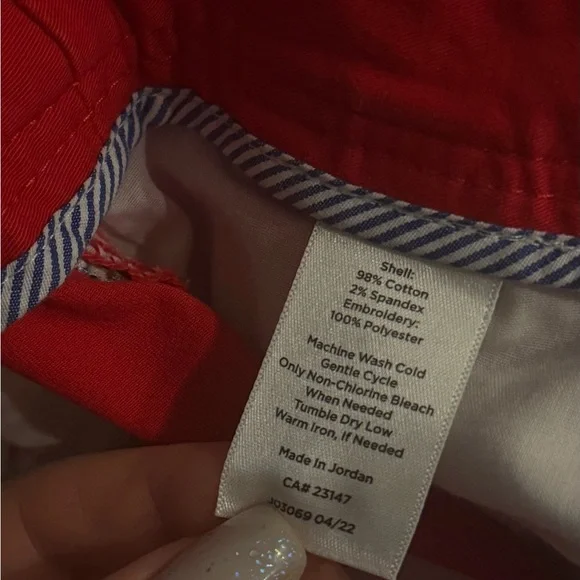 Shell:
98% Cotton
2% Spandex
Embroidery:
100% Polyester
Machine Wash Cold
Gentle Cycle
Only Non-Chlorine Bleach
When Needed
Tumble Dry Low
Warm Iron, If Needed
Made In Jordan
CA# 23147
04/22